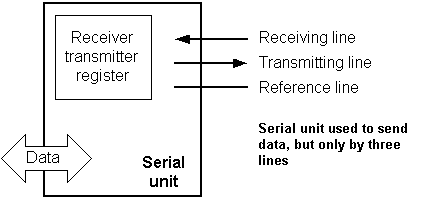 Receiver
transmitter
register
Receiving line
Transmitting line
Reference line
Serial unit used to send
data, but only by three
lines
Data
Serial
unit